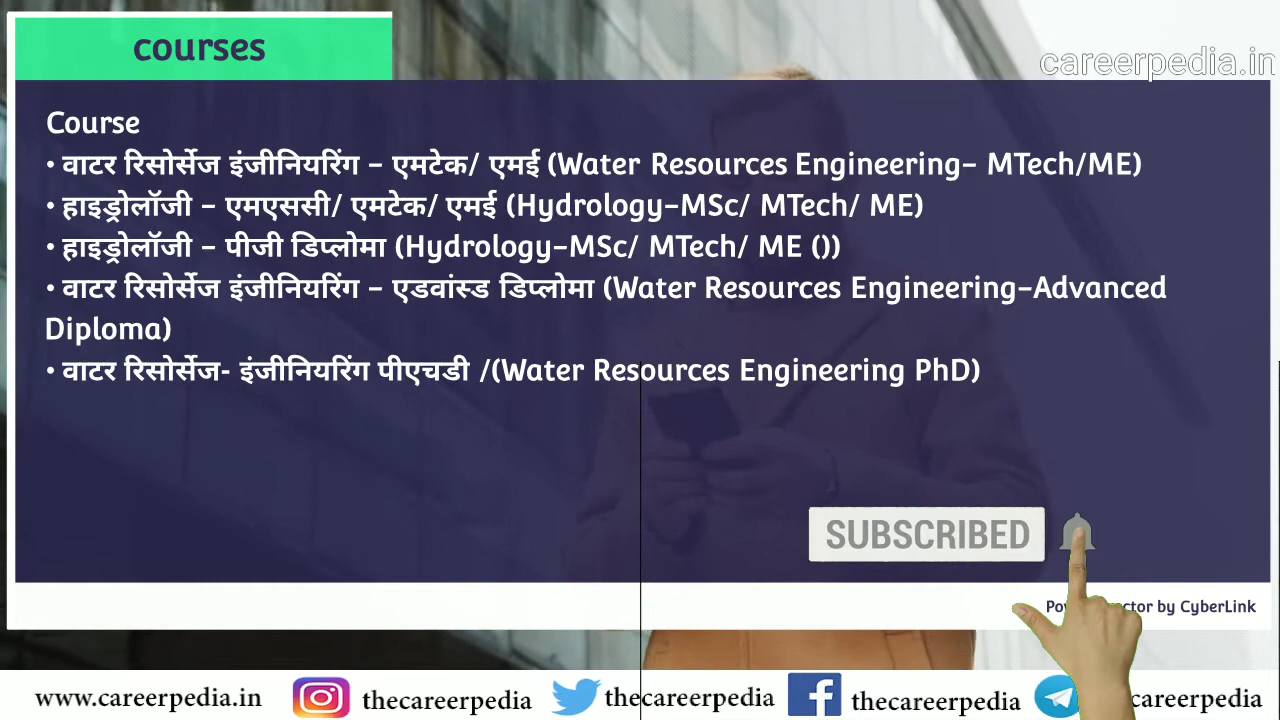 courses
careerpedia.in
Course
• वाटर रिसोर्सेज इंजीनियरिंग – एमटेक/ एमई (Water Resources Engineering– MTech/ME)
• हाइड्रोलॉजी – एमएससी/ एमटेक/ एमई (Hydrology–MSc/ MTech/ ME)
• हाइड्रोलॉजी – पीजी डिप्लोमा (Hydrology–MSc/ MTech/ ME ())
• वाटर रिसोर्सेज इंजीनियरिंग – एडवांस्ड डिप्लोमा (Water Resources Engineering–Advanced
Diploma)
• वाटर रिसोर्सेज- इंजीनियरिंग पीएचडी /(Water Resources Engineering PhD)
SUBSCRIBED
by CyberLink
www.careerpedia.in thecareerpedia thecareerpedia thecareerpedia careerpedia